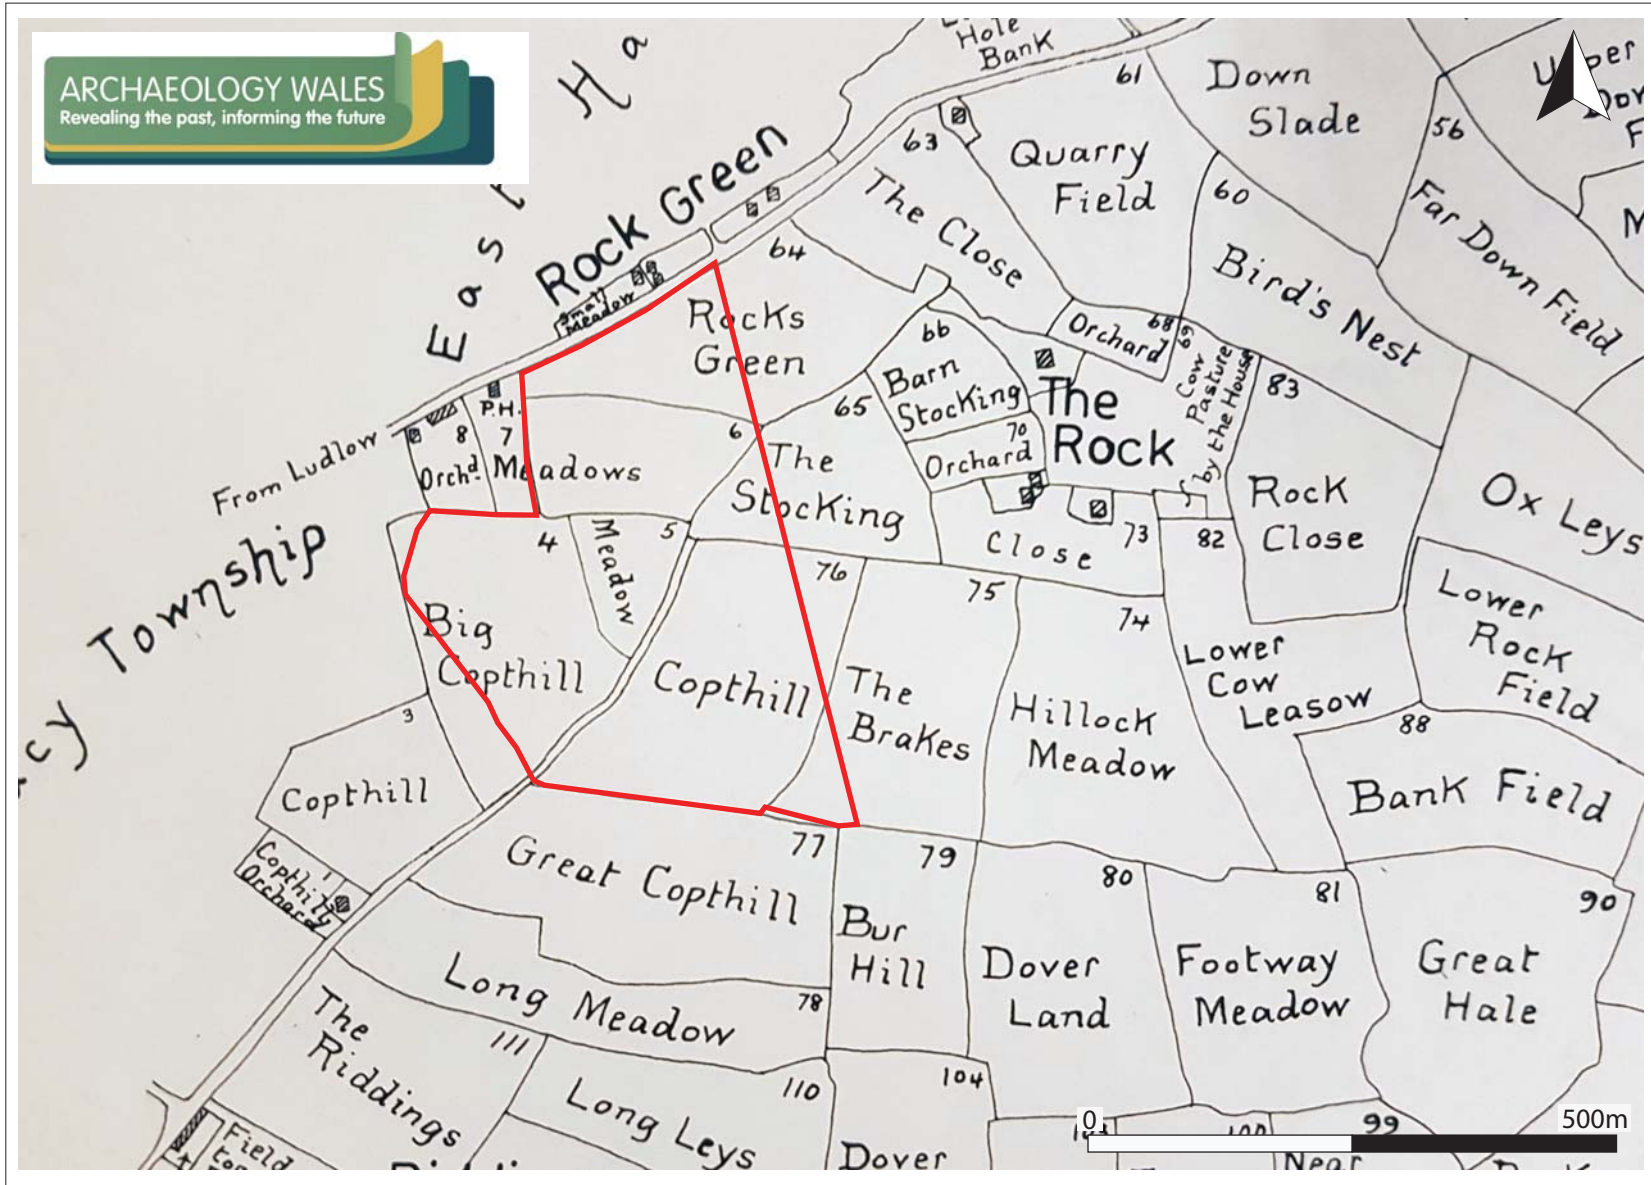 ARCHAEOLOGY WALES
Revealing the past, informing the future
East Ha
Hole
Bank
61
Down
Slade
56
63
Rock Green
Quarry
Field
60
The Close
64
Far Down Field
Bird's Nest
Small
Meadow
Rocks
Green
66
Orchard
68
69
Cow
Pasture
by the House
83
Barn
Stocking
The
Rock
65
P.H.
8
7
6
70
Orchard
From Ludlow
Orchd.
Meadows
The
Stocking
Rock
Close
Ox Leys
4
5
Meadow
Close
73
82
76
75
74
cy Township
Big
Copthill
Copthill
The
Brakes
Hillock
Meadow
Lower
Cow
Leasow
Lower
Rock
Field
3
88
Copthill
Bank Field
77
79
80
81
90
Copthill
Orchard
1
Great Copthill
Bur
Hill
Dover
Land
Footway
Meadow
Great
Hale
Long Meadow
78
The
Riddings
111
110
104
Long Leys
0
500m
99
Field
Dover
Near